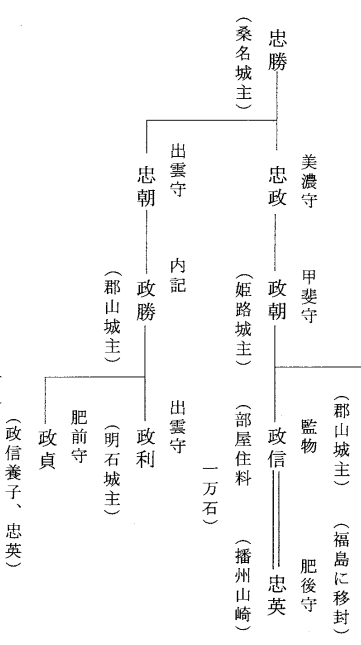 忠勝
(桑名城主)
美濃守
忠政
出雲守
忠朝
甲斐守
政朝
(姫路城主)
内記
政勝
(郡山城主)
(郡山城主)
(福島に移封)
監物
政信
(部屋住料
一万石)
肥後守
忠英
(播州山崎)
出雲守
政利
(明石城主)
肥前守
政貞
(政信養子、忠英)